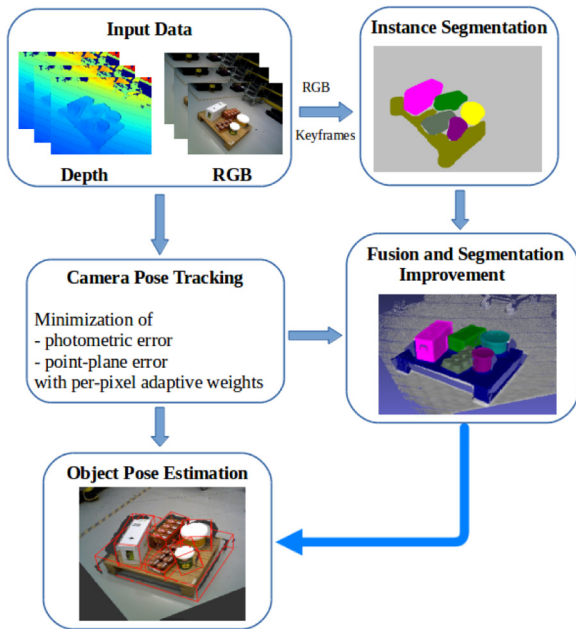 Input Data
Depth
RGB
RGB
Keyframes
Instance Segmentation
Camera Pose Tracking
Minimization of
- photometric error
- point-plane error
with per-pixel adaptive weights
Fusion and Segmentation
Improvement
Object Pose Estimation